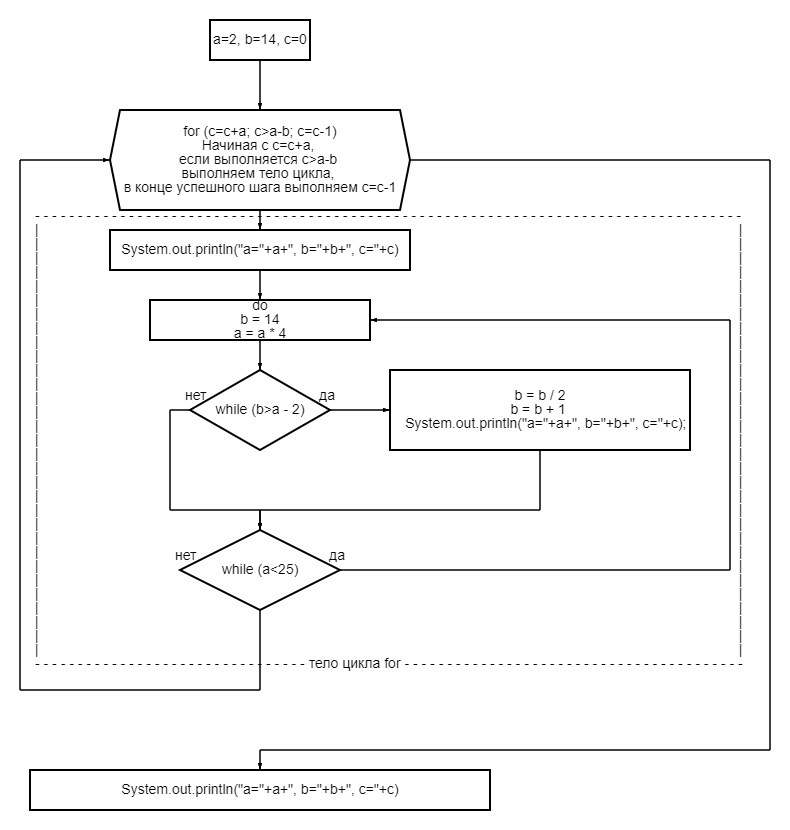 a=2, b=14, c=0
for (c=c+a; c>a-b; c=c-1)
Начиная с c=c+a,
если выполняется c>a-b
выполняем тело цикла,
в конце успешного шага выполняем c=c-1
System.out.println("a="+a+", b="+b+", c="+c)
do
b = 14
a = a * 4
нет
while (b>a - 2)
да
b = b / 2
b = b + 1
System.out.println("a="+a+", b="+b+", c="+c);
нет
while (a<25)
да
тело цикла for
System.out.println("a="+a+", b="+b+", c="+c)